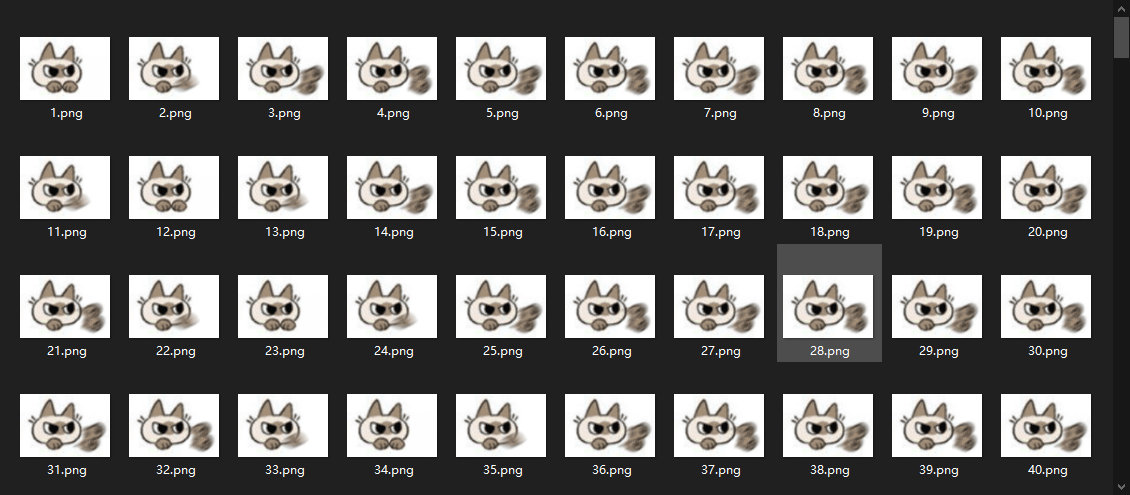 1.png 2.png 3.png 4.png 5.png 6.png 7.png 8.png 9.png 10.png
11.png 12.png 13.png 14.png 15.png 16.png 17.png 18.png 19.png 20.png
21.png 22.png 23.png 24.png 25.png 26.png 27.png 28.png 29.png 30.png
31.png 32.png 33.png 34.png 35.png 36.png 37.png 38.png 39.png 40.png